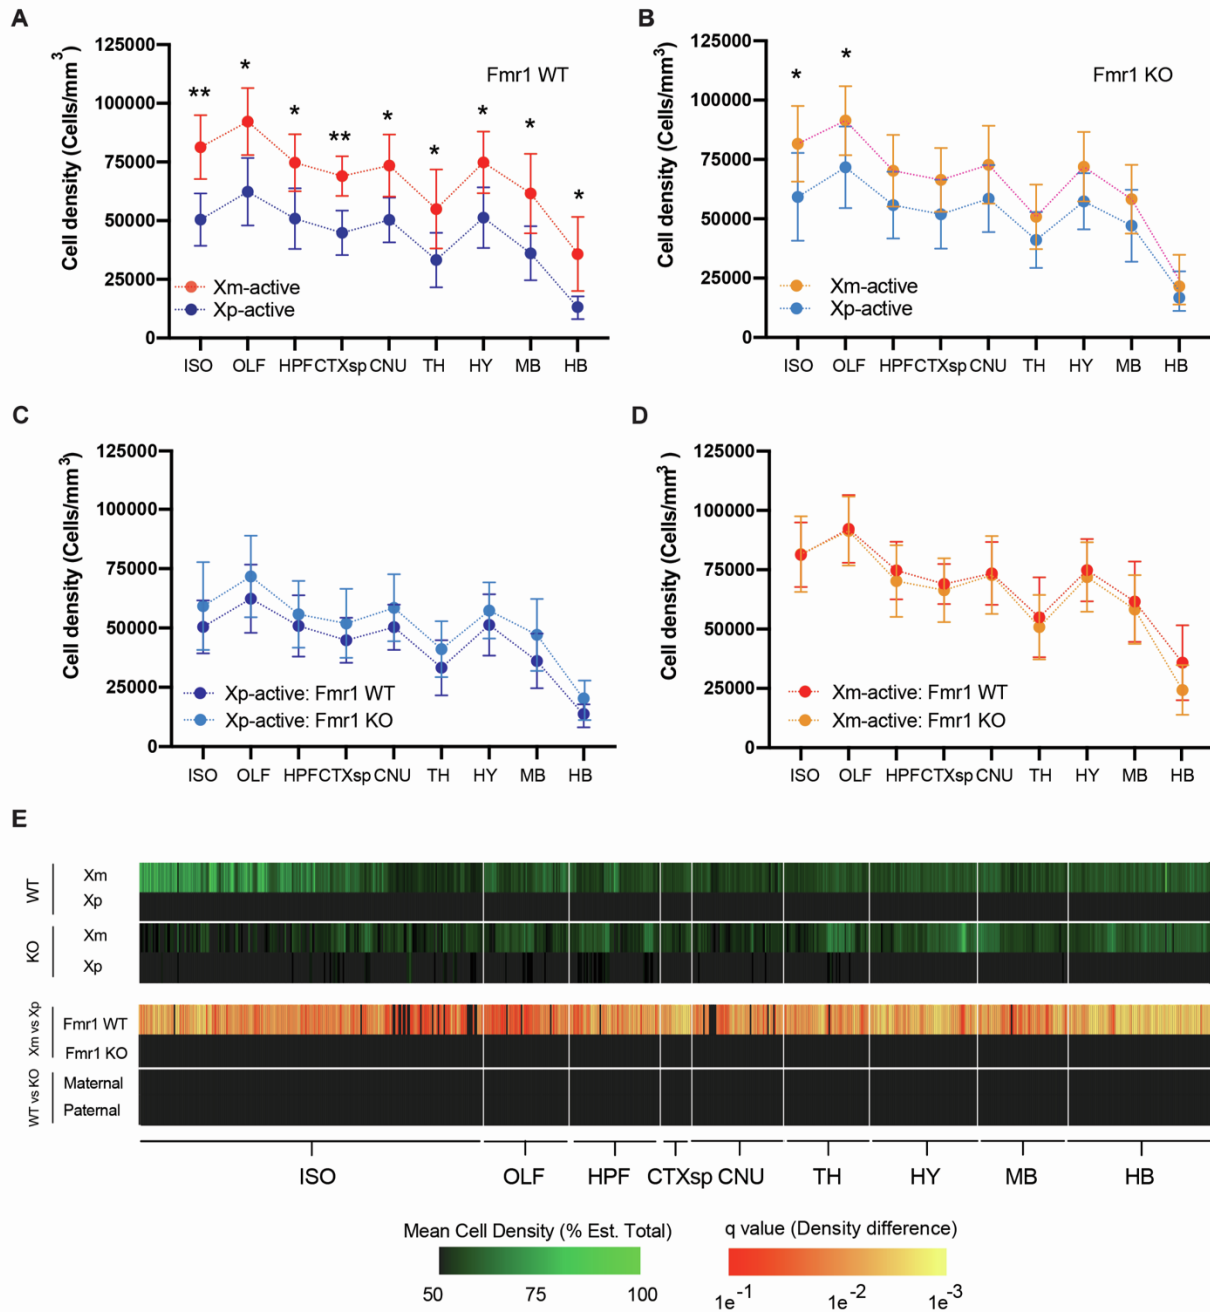 A
B
Cell density (Cells/mm³)
125000
100000
75000
50000
25000
0
Fmr1 WT
**
*
*
**
*
*
*
*
*
Xm-active
Xp-active
ISO OLF HPF CTXsp CNU TH HY MB HB
Cell density (Cells/mm³)
125000
100000
75000
50000
25000
0
Fmr1 KO
*
*
Xm-active
Xp-active
ISO OLF HPF CTXsp CNU TH HY MB HB
C
D
Cell density (Cells/mm³)
125000
100000
75000
50000
25000
0
Xp-active: Fmr1 WT
Xp-active: Fmr1 KO
ISO OLF HPF CTXsp CNU TH HY MB HB
Cell density (Cells/mm³)
125000
100000
75000
50000
25000
0
Xm-active: Fmr1 WT
Xm-active: Fmr1 KO
ISO OLF HPF CTXsp CNU TH HY MB HB
E
WT
Xm
Xp
KO
Xm
Xp
Xm vs Xp
Fmr1 WT
Fmr1 KO
WT vs KO
Maternal
Paternal
ISO OLF HPF CTXsp CNU TH HY MB HB
Mean Cell Density (% Est. Total)
50 75 100
q value (Density difference)
1e⁻¹ 1e⁻² 1e⁻³